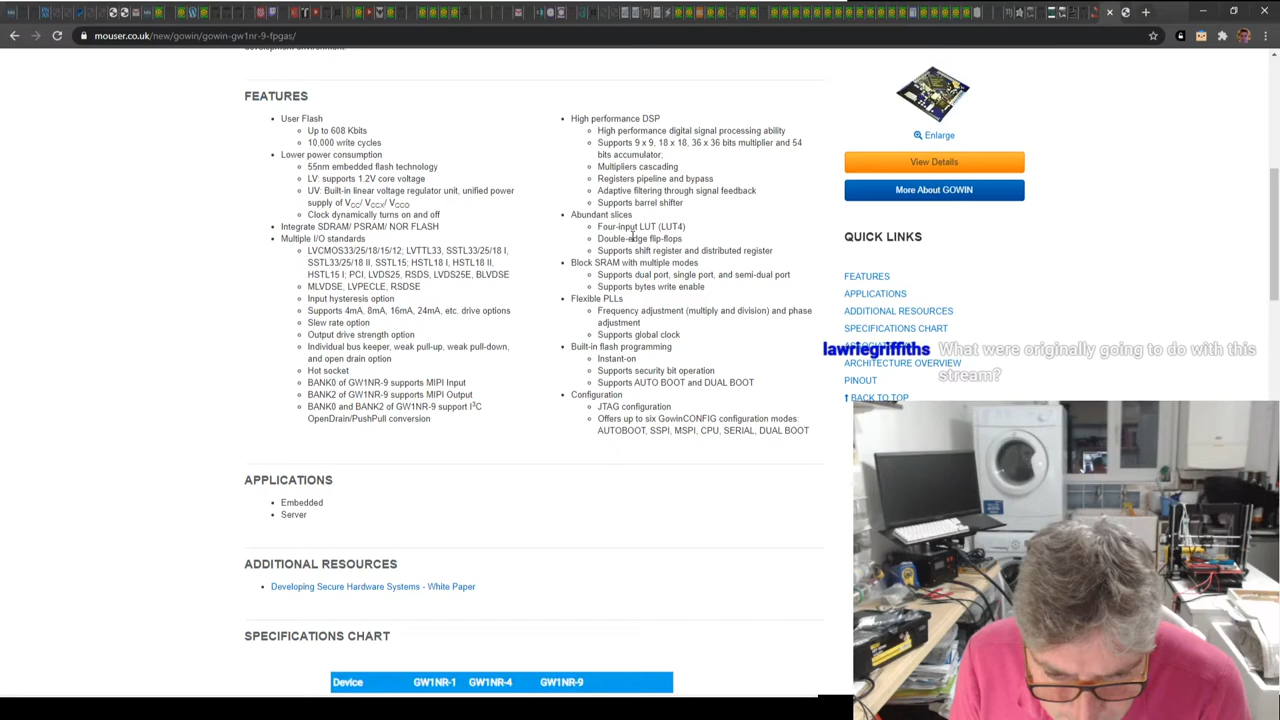 mouser.co.uk/new/gowin/gowin-gw1nr-9-fpgas/
FEATURES
User Flash
Up to 608 Kbits
10,000 write cycles
Lower power consumption
55nm embedded flash technology
LV: supports 1.2V core voltage
UV: Built-in linear voltage regulator unit, unified power
supply of VCC/ VCCX/ VCCO
Clock dynamically turns on and off
Integrate SDRAM/ PSRAM/ NOR FLASH
Multiple I/O standards
LVCMOS33/25/18/15/12; LVTTL33, SSTL33/25/18 I,
SSTL33/25/18 II, SSTL15; HSTL18 I, HSTL18 II,
HSTL15 I; PCI, LVDS25, RSDS, LVDS25E, BLVDSE
MLVDSE, LVPECLE, RSDSE
Input hysteresis option
Supports 4mA, 8mA, 16mA, 24mA, etc. drive options
Slew rate option
Output drive strength option
Individual bus keeper, weak pull-up, weak pull-down,
and open drain option
Hot socket
BANK0 of GW1NR-9 supports MIPI Input
BANK2 of GW1NR-9 supports MIPI Output
BANK0 and BANK2 of GW1NR-9 support I3C
OpenDrain/PushPull conversion
High performance DSP
High performance digital signal processing ability
Supports 9 x 9, 18 x 18, 36 x 36 bits multiplier and 54
bits accumulator;
Multipliers cascading
Registers pipeline and bypass
Adaptive filtering through signal feedback
Supports barrel shifter
Abundant slices
Four-input LUT (LUT4)
Double-edge flip-flops
Supports shift register and distributed register
Block SRAM with multiple modes
Supports dual port, single port, and semi-dual port
Supports bytes write enable
Flexible PLLs
Frequency adjustment (multiply and division) and phase
adjustment
Supports global clock
Built-in flash programming
Instant-on
Supports security bit operation
Supports AUTO BOOT and DUAL BOOT
Configuration
JTAG configuration
Offers up to six GowinCONFIG configuration modes:
AUTOBOOT, SSPI, MSPI, CPU, SERIAL, DUAL BOOT
APPLICATIONS
Embedded
Server
ADDITIONAL RESOURCES
Developing Secure Hardware Systems - White Paper
SPECIFICATIONS CHART
Device GW1NR-1 GW1NR-4 GW1NR-9
Enlarge
View Details
More About GOWIN
QUICK LINKS
FEATURES
APPLICATIONS
ADDITIONAL RESOURCES
SPECIFICATIONS CHART
lawriegriffiths What were originally going to do with this
stream?
ARCHITECTURE OVERVIEW
PINOUT
BACK TO TOP